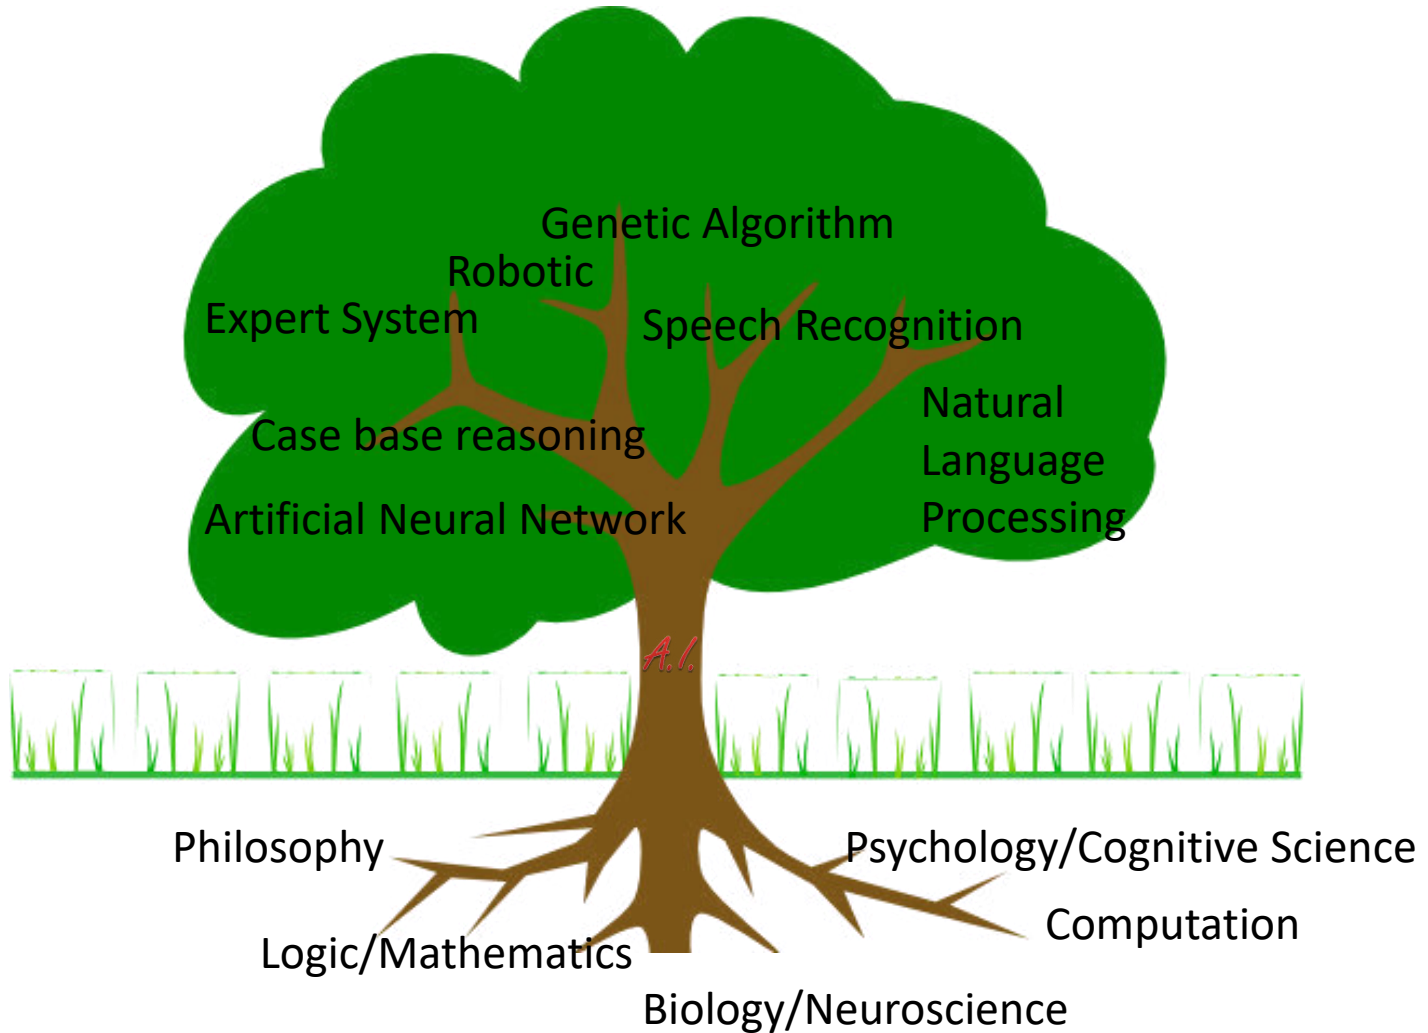 Genetic Algorithm
Robotic
Expert System
Speech Recognition
Natural
Language
Processing
Case base reasoning
Artificial Neural Network
A.I.
Philosophy
Psychology/Cognitive Science
Computation
Logic/Mathematics
Biology/Neuroscience